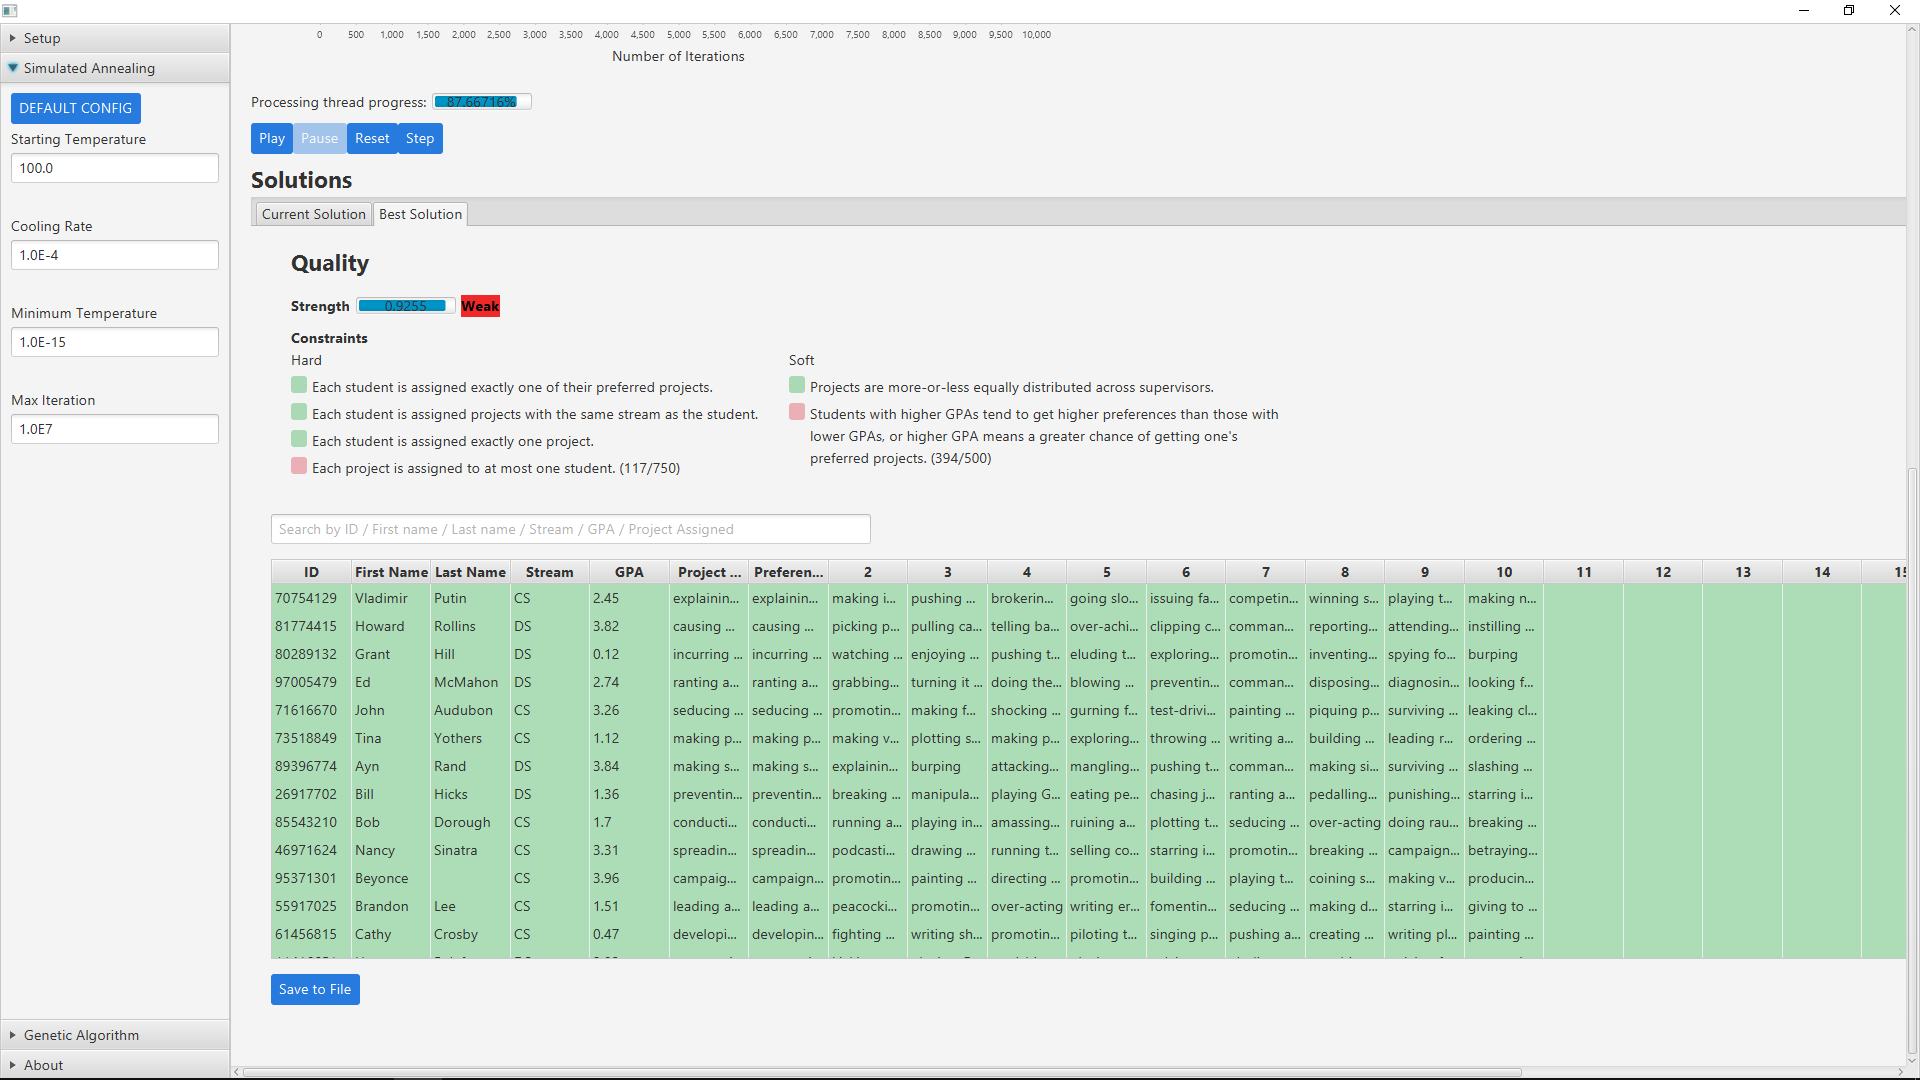 Setup
Simulated Annealing
DEFAULT CONFIG
Starting Temperature
100.0
Cooling Rate
1.0E-4
Minimum Temperature
1.0E-15
Max Iteration
1.0E7
Genetic Algorithm
About
0 500 1,000 1,500 2,000 2,500 3,000 3,500 4,000 4,500 5,000 5,500 6,000 6,500 7,000 7,500 8,000 8,500 9,000 9,500 10,000
Number of Iterations
Processing thread progress: 87.66716%
Play Pause Reset Step
Solutions
Current Solution Best Solution
Quality
Strength 0.9255 Weak
Constraints
Hard
Each student is assigned exactly one of their preferred projects.
Each student is assigned projects with the same stream as the student.
Each student is assigned exactly one project.
Each project is assigned to at most one student. (117/750)
Soft
Projects are more-or-less equally distributed across supervisors.
Students with higher GPAs tend to get higher preferences than those with
lower GPAs, or higher GPA means a greater chance of getting one's
preferred projects. (394/500)
Search by ID / First name / Last name / Stream / GPA / Project Assigned
ID First Name Last Name Stream GPA Project ... Preferen... 2 3 4 5 6 7 8 9 10 11 12 13 14 15
70754129 Vladimir Putin CS 2.45 explainin... explainin... making i... pushing ... brokerin... going slo... issuing fa... competin... winning s... playing t... making n...
81774415 Howard Rollins DS 3.82 causing ... causing ... picking p... pulling ca... telling ba... over-achi... clipping c... comman... reporting... attending... instilling ...
80289132 Grant Hill DS 0.12 incurring ... incurring ... watching ... enjoying ... pushing t... eluding t... exploring... promotin... inventing... spying fo... burping
97005479 Ed McMahon DS 2.74 ranting a... ranting a... grabbing... turning it ... doing the... blowing ... preventin... comman... disposing... diagnosin... looking f...
71616670 John Audubon CS 3.26 seducing ... seducing ... promotin... making f... shocking ... gurning f... test-drivi... painting ... piquing p... surviving ... leaking cl...
73518849 Tina Yothers CS 1.12 making p... making p... making v... plotting s... making p... exploring... throwing ... writing a... building ... leading r... ordering ...
89396774 Ayn Rand DS 3.84 making s... making s... explainin... burping attacking... mangling... pushing t... comman... making si... surviving ... slashing ...
26917702 Bill Hicks DS 1.36 preventin... preventin... breaking ... manipula... playing G... eating pe... chasing j... ranting a... pedalling... punishing... starring i...
85543210 Bob Dorough CS 1.7 conducti... conducti... running a... playing in... amassing... ruining a... plotting t... seducing ... over-acting doing rau... breaking ...
46971624 Nancy Sinatra CS 3.31 spreadin... spreadin... podcasti... drawing ... running t... selling co... starring i... promotin... breaking ... campaign... betraying...
95371301 Beyonce CS 3.96 campaig... campaign... promotin... painting ... directing ... promotin... building ... playing t... coining s... making v... producin...
55917025 Brandon Lee CS 1.51 leading a... leading a... peacocki... promotin... over-acting writing er... fomentin... seducing ... making d... starring i... giving to ...
61456815 Cathy Crosby CS 0.47 developi... developin... fighting ... writing sh... promotin... piloting t... singing p... pushing a... creating ... writing pl... painting ...
Save to File